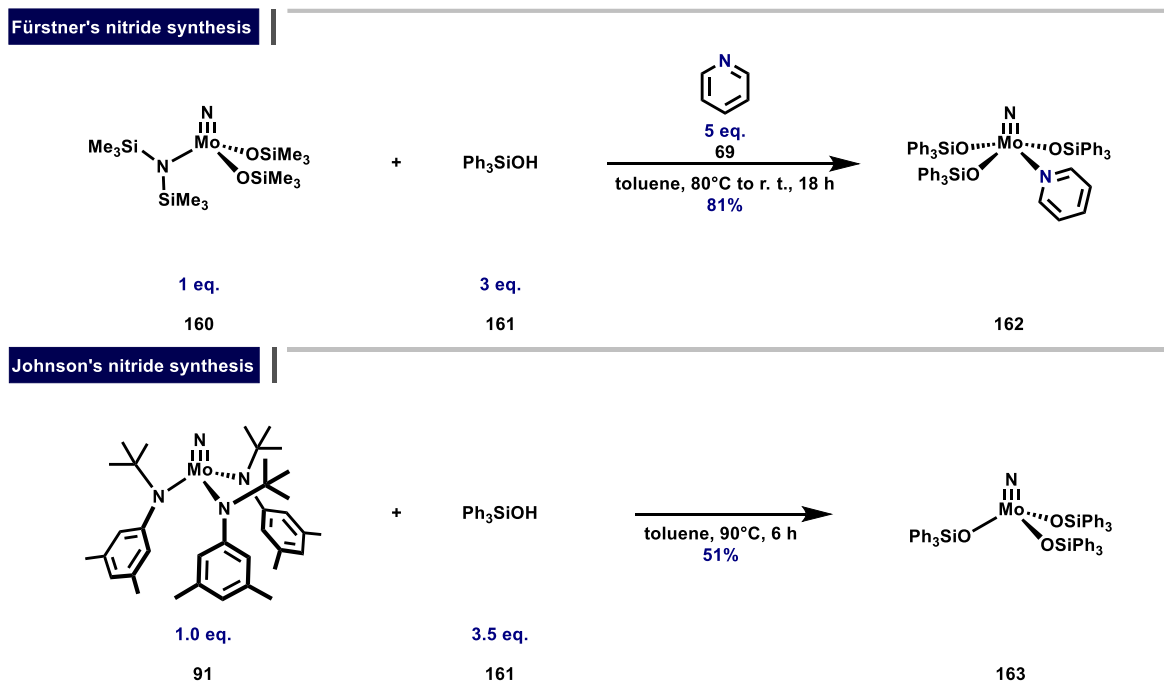 Fürstner's nitride synthesis
N
N
N
Mo
Mo
Me₃Si
OSiMe₃
Ph₃SiO
OSiPh₃
N
+
Ph₃SiOH
5 eq.
69
OSiMe₃
Ph₃SiO
N
toluene, 80°C to r. t., 18 h
SiMe₃
81%
1 eq.
3 eq.
160
161
162
Johnson's nitride synthesis
N
N
Mo
N
N
N
+
Ph₃SiOH
N
Mo
OSiPh₃
toluene, 90°C, 6 h
Ph₃SiO
OSiPh₃
51%
1.0 eq.
3.5 eq.
91
161
163